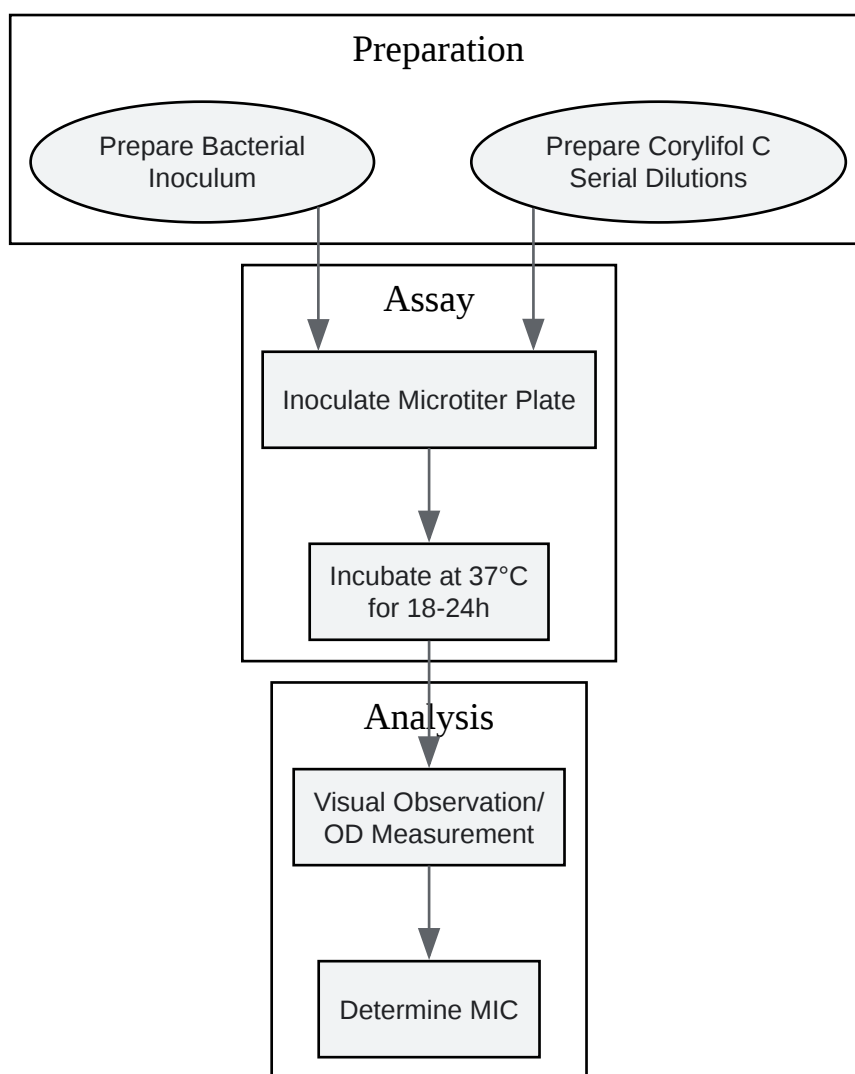 Preparation
Prepare Bacterial
Inoculum
Prepare Corylifol C
Serial Dilutions
Assay
Inoculate Microtiter Plate
Incubate at 37°C
for 18-24h
Analysis
Visual Observation/
OD Measurement
Determine MIC